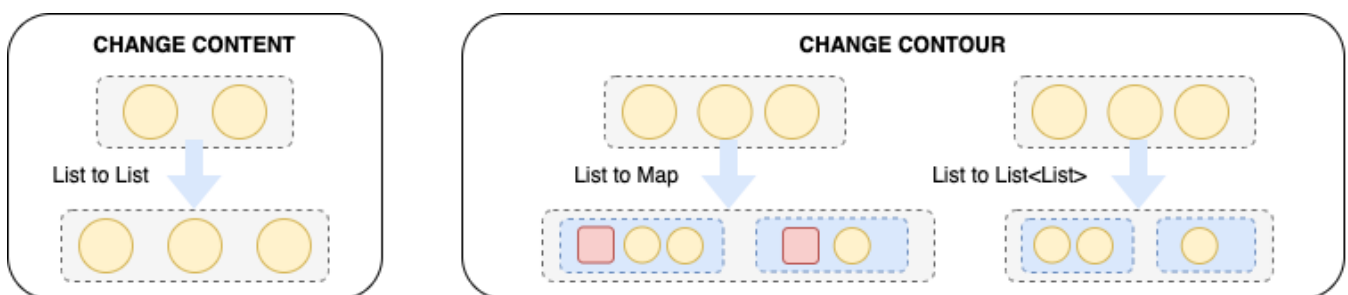 CHANGE CONTENT
List to List
CHANGE CONTOUR
List to Map
List to List<List>